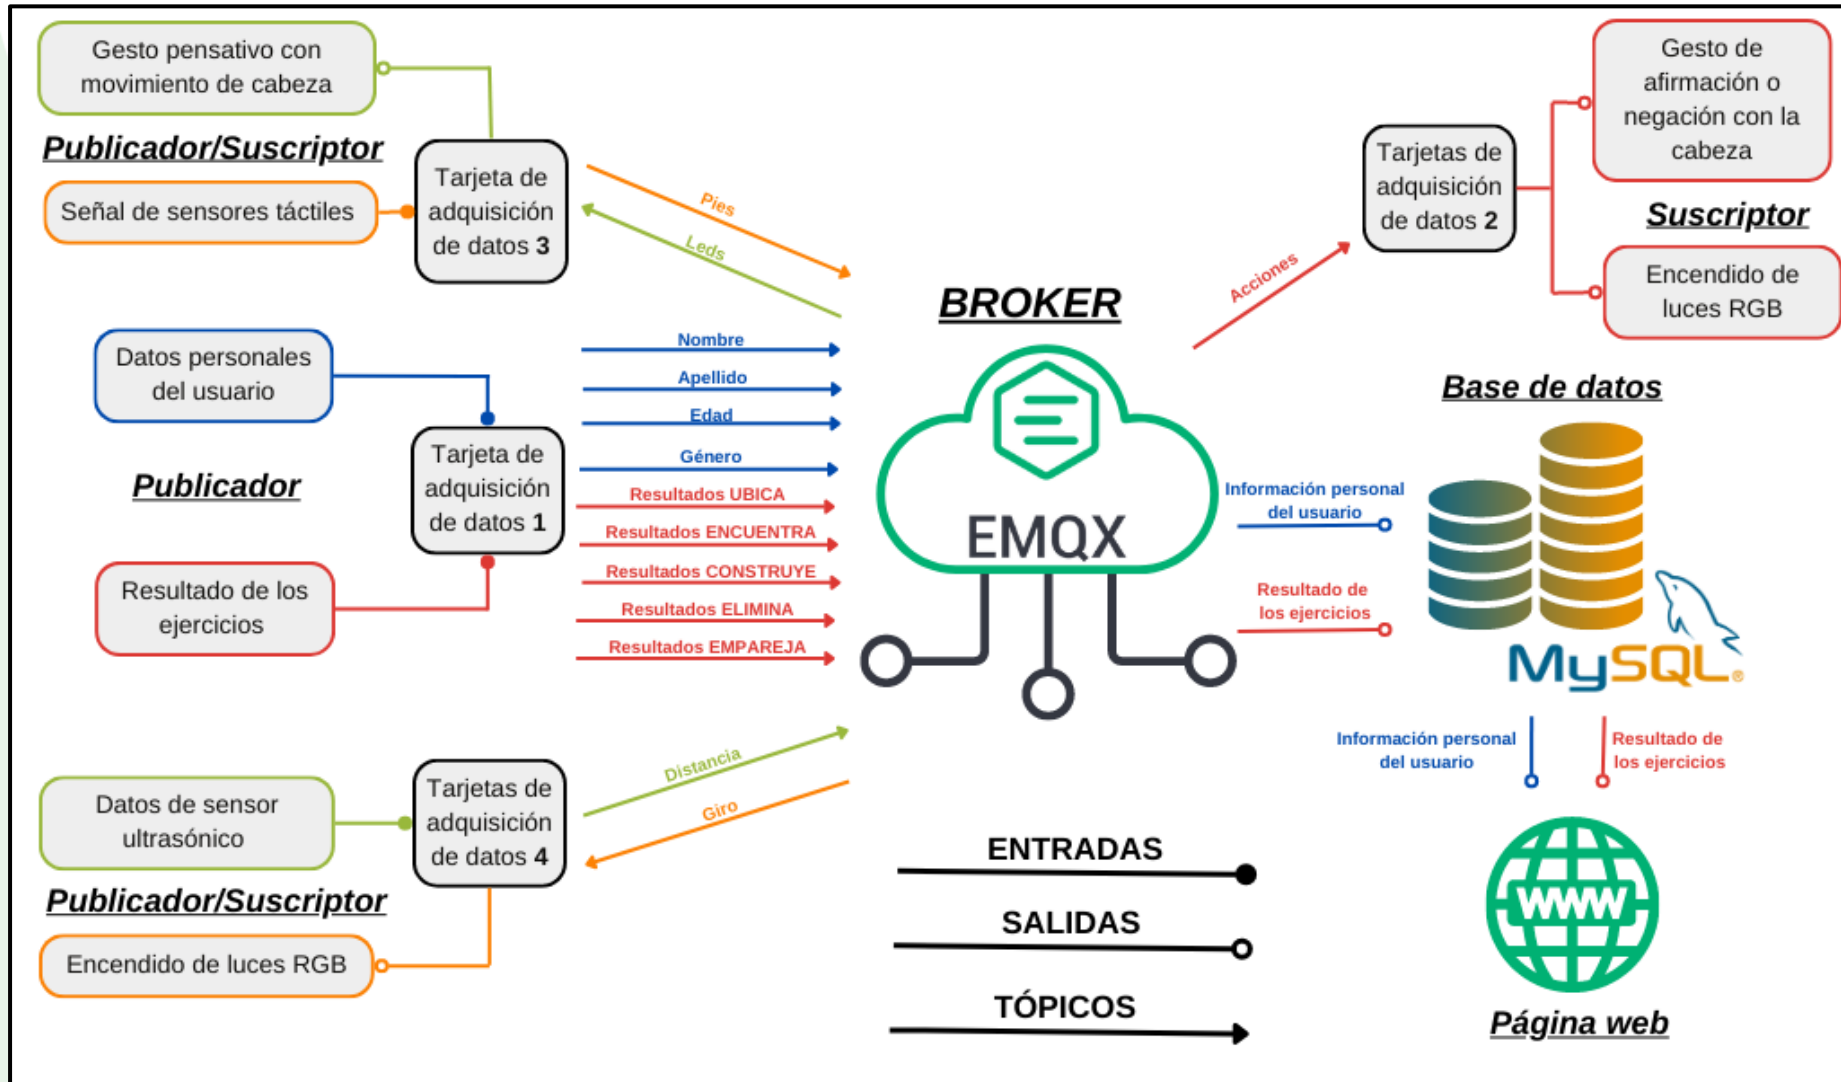 Gesto pensativo con
movimiento de cabeza
Publicador/Suscriptor
Señal de sensores táctiles
Tarjeta de
adquisición
de datos 3
Pies
Leds
Datos personales
del usuario
Publicador
Tarjeta de
adquisición
de datos 1
Resultado de los
ejercicios
Nombre
Apellido
Edad
Género
Resultados UBICA
Resultados ENCUENTRA
Resultados CONSTRUYE
Resultados ELIMINA
Resultados EMPAREJA
Datos de sensor
ultrasónico
Publicador/Suscriptor
Encendido de luces RGB
Tarjetas de
adquisición
de datos 4
Distancia
Giro
BROKER
EMQX
Acciones
Tarjetas de
adquisición
de datos 2
Gesto de
afirmación o
negación con la
cabeza
Suscriptor
Encendido de
luces RGB
Base de datos
Información personal
del usuario
Resultado de
los ejercicios
MySQL®
Información personal
del usuario
Resultado de
los ejercicios
WWW
Página web
ENTRADAS
SALIDAS
TÓPICOS